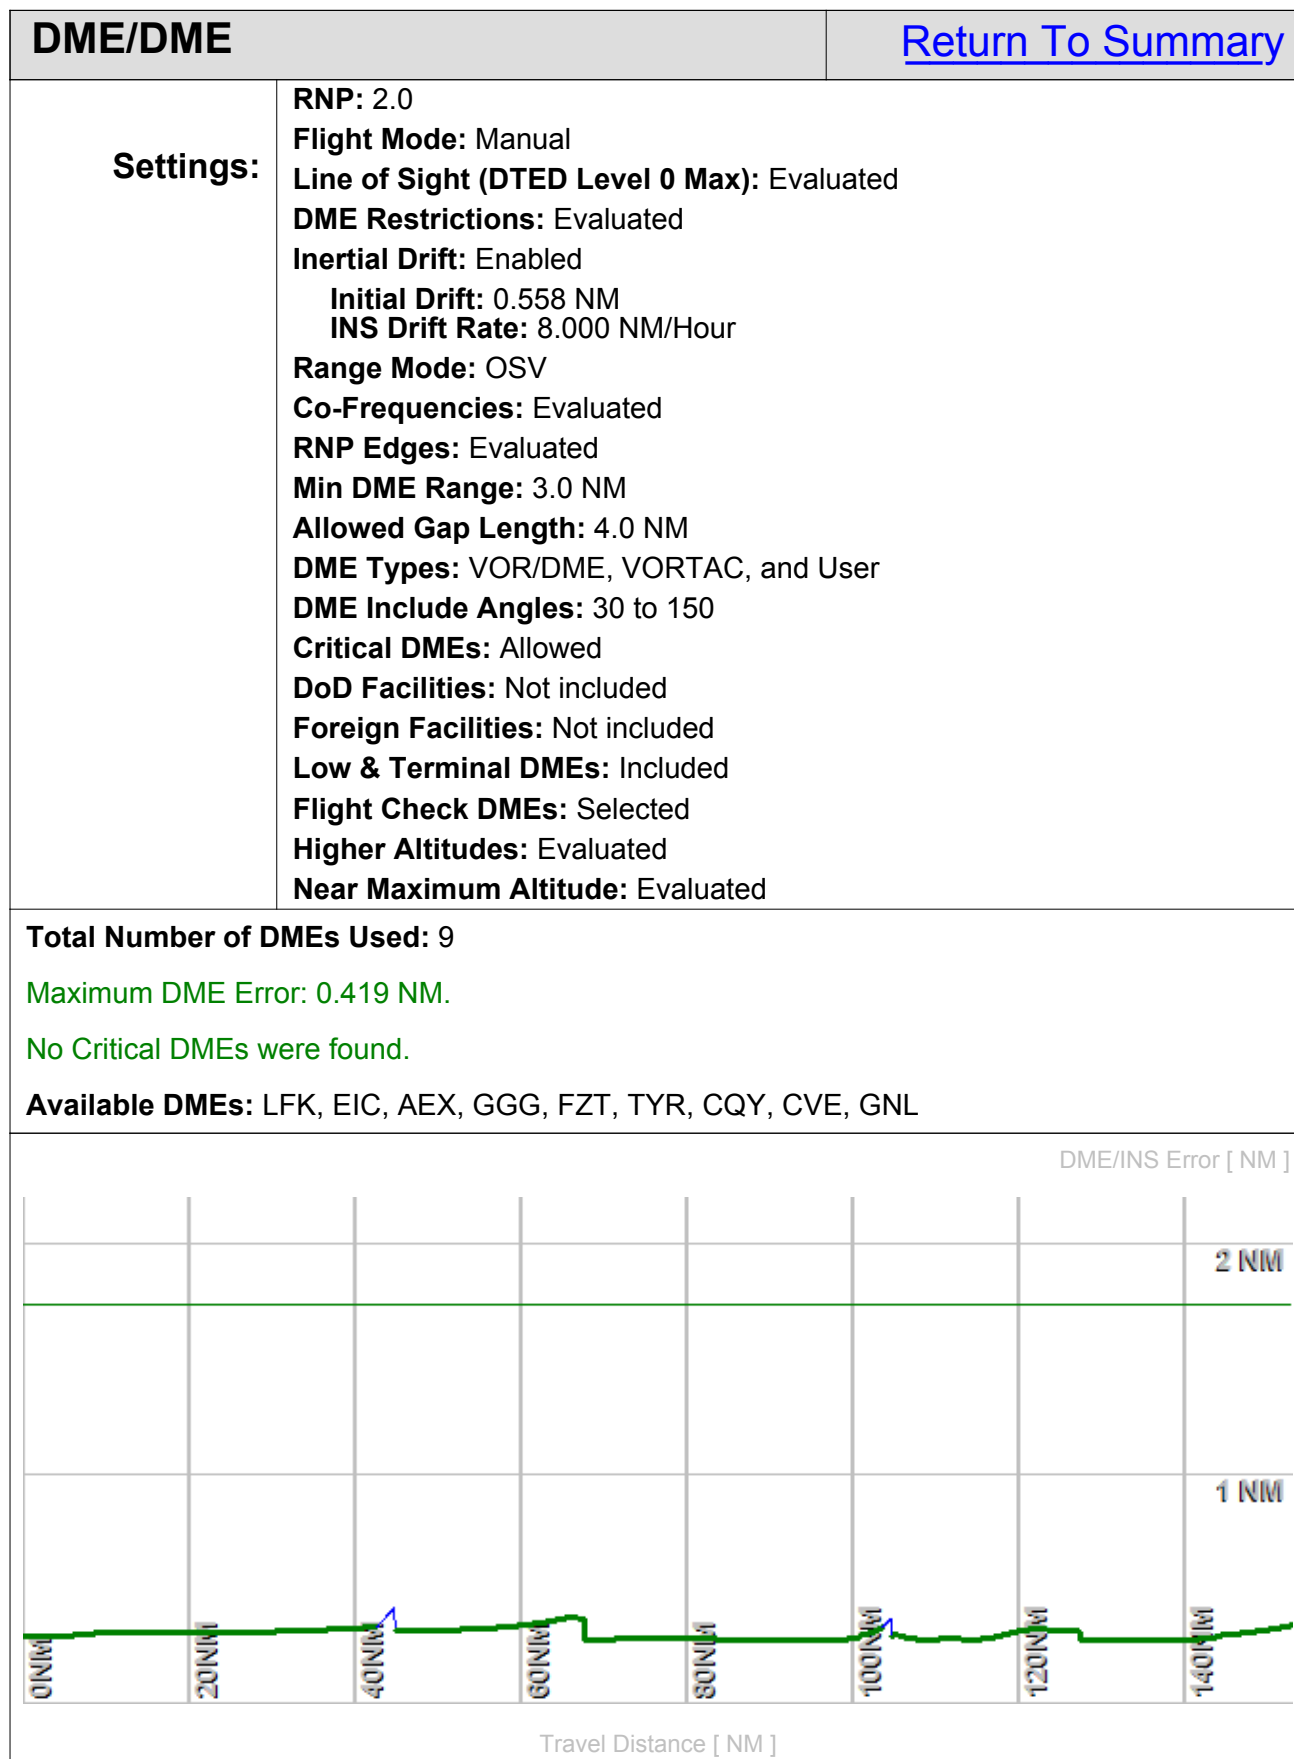 DME/DME
Return To Summary
Settings:
RNP: 2.0
Flight Mode: Manual
Line of Sight (DTED Level 0 Max): Evaluated
DME Restrictions: Evaluated
Inertial Drift: Enabled
Initial Drift: 0.558 NM
INS Drift Rate: 8.000 NM/Hour
Range Mode: OSV
Co-Frequencies: Evaluated
RNP Edges: Evaluated
Min DME Range: 3.0 NM
Allowed Gap Length: 4.0 NM
DME Types: VOR/DME, VORTAC, and User
DME Include Angles: 30 to 150
Critical DMEs: Allowed
DoD Facilities: Not included
Foreign Facilities: Not included
Low & Terminal DMEs: Included
Flight Check DMEs: Selected
Higher Altitudes: Evaluated
Near Maximum Altitude: Evaluated
Total Number of DMEs Used: 9
Maximum DME Error: 0.419 NM.
No Critical DMEs were found.
Available DMEs: LFK, EIC, AEX, GGG, FZT, TYR, CQY, CVE, GNL
DME/INS Error [ NM ]
2 NM
1 NM
0NM
20NM
40NM
60NM
80NM
100NM
120NM
140NM
Travel Distance [ NM ]